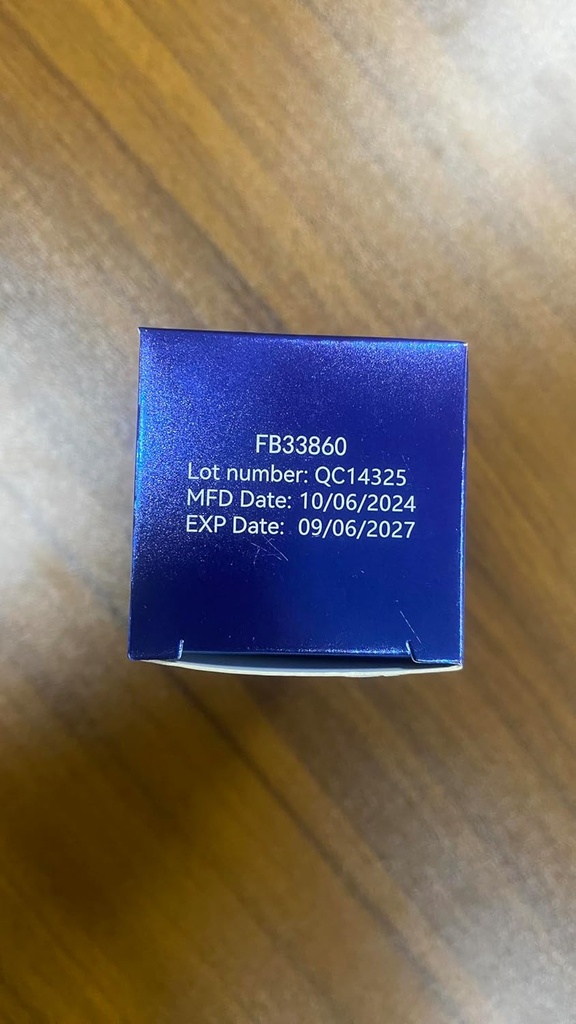 FB33860
Lot number: QC14325
MFD Date: 10/06/2024
EXP Date: 09/06/2027